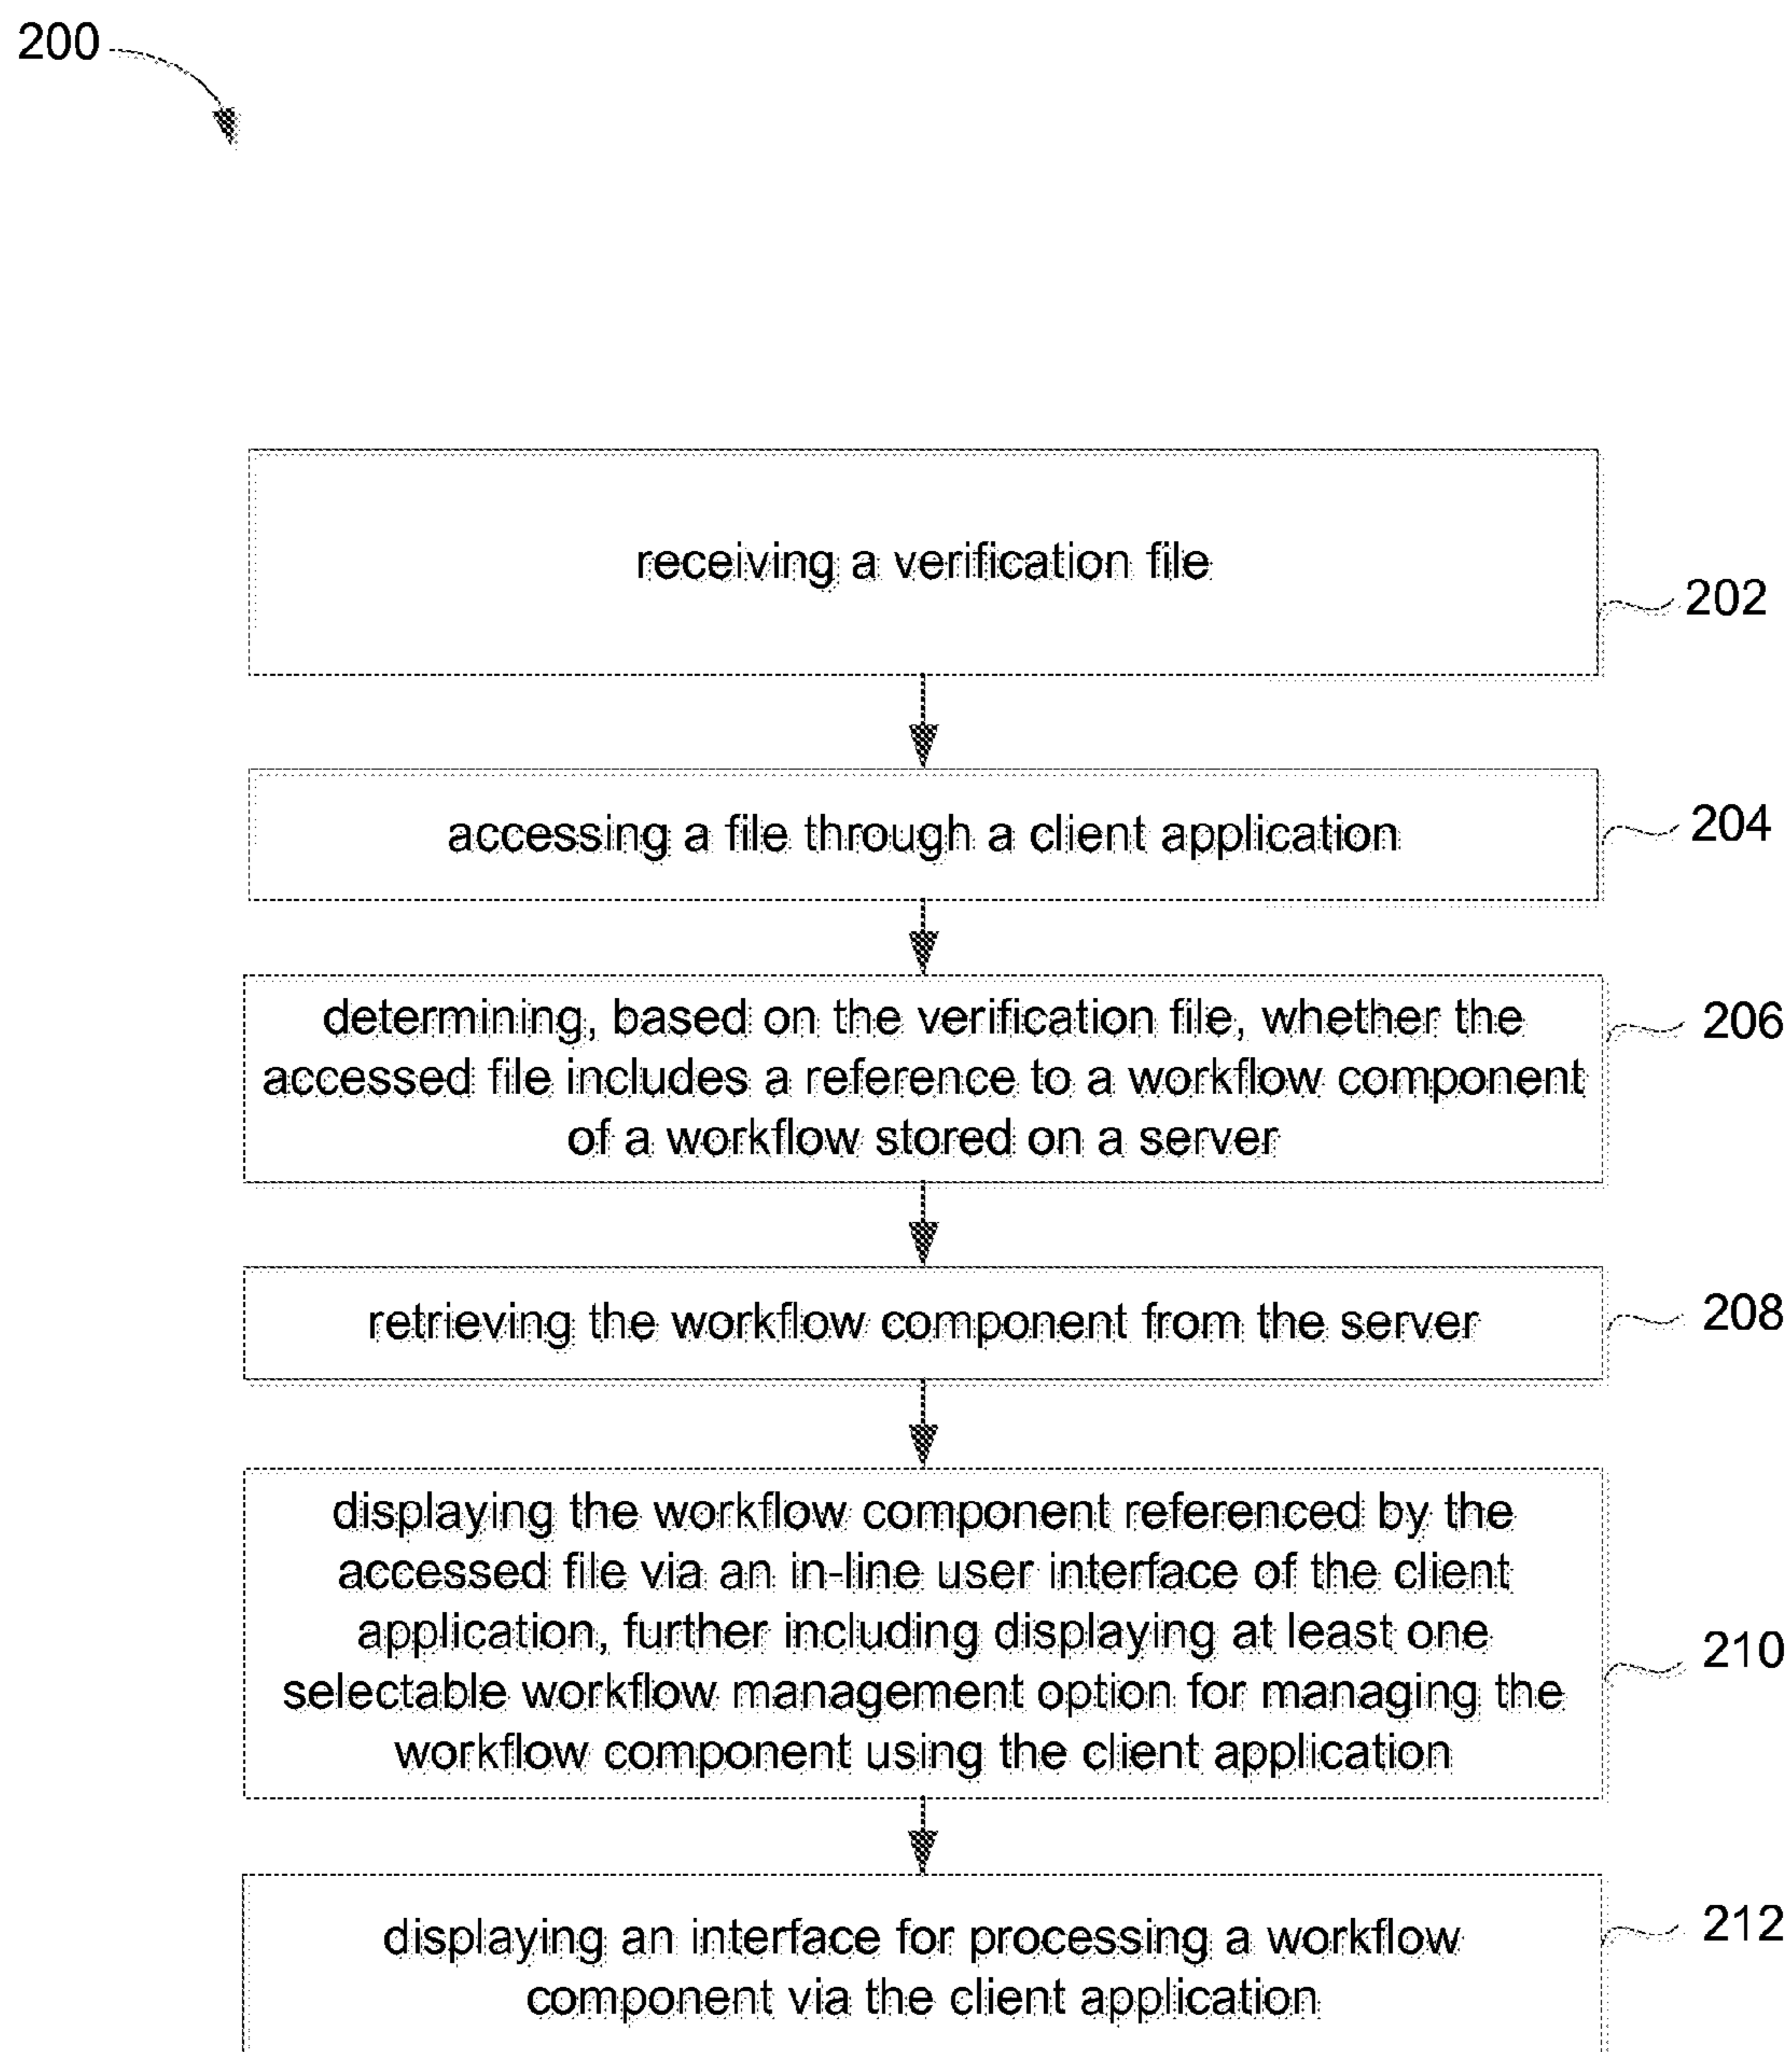 200
receiving a verification file
202
accessing a file through a client application
204
determining, based on the verification file, whether the
accessed file includes a reference to a workflow component
of a workflow stored on a server
206
retrieving the workflow component from the server
208
displaying the workflow component referenced by the
accessed file via an in-line user interface of the client
application, further including displaying at least one
selectable workflow management option for managing the
workflow component using the client application
210
displaying an interface for processing a workflow
component via the client application
212